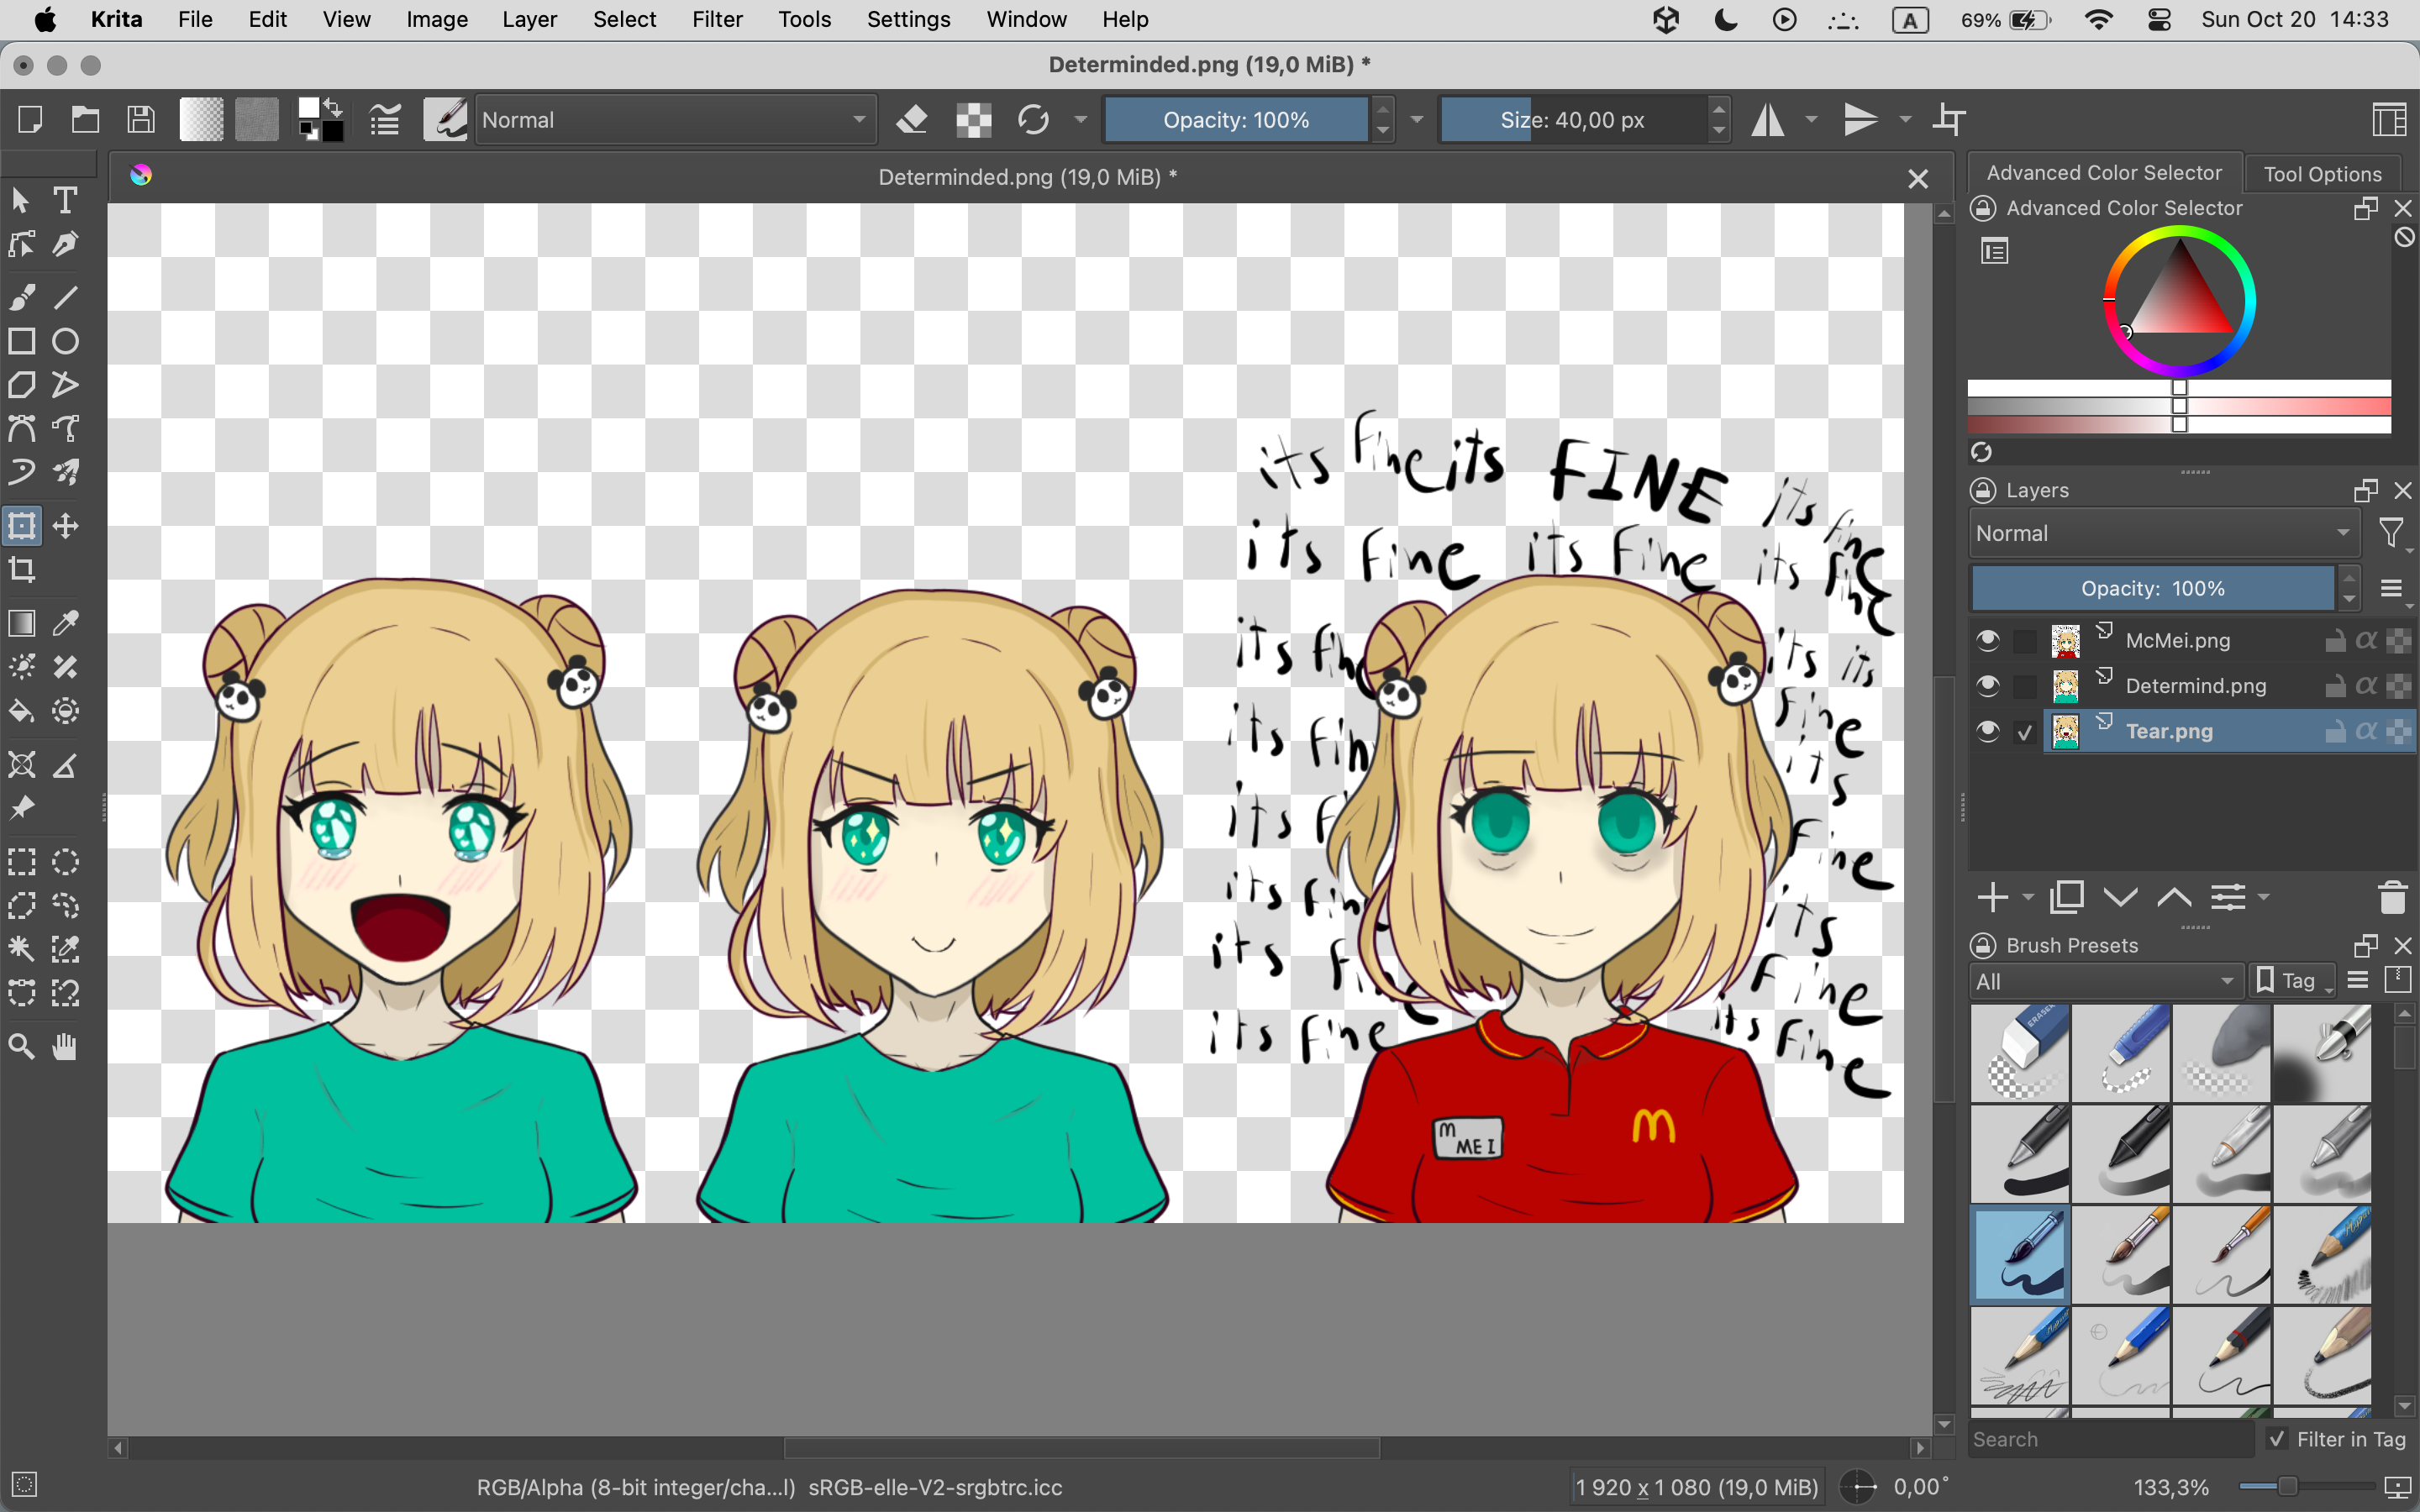 Krita File Edit View Image Layer Select Filter Tools Settings Window Help A 69% Sun Oct 20 14:33
Determinded.png (19,0 MiB) *
Normal Opacity: 100% Size: 40,00 px
Determinded.png (19,0 MiB) *
Advanced Color Selector Tool Options
Advanced Color Selector
Layers
Normal
Opacity: 100%
McMei.png
Determind.png
Tear.png
Brush Presets
All Tag
ERASER
Search Filter in Tag
its fine its FINE its fine
its fine its fine its fine
its fine
its its
fine
its fine
its
its f
fine
its fine
its
its fine
fine
its fine
its fine
m
MEI
m
RGB/Alpha (8-bit integer/cha...l) sRGB-elle-V2-srgbtrc.icc
1 920 x 1 080 (19,0 MiB) 0,00° 133,3%